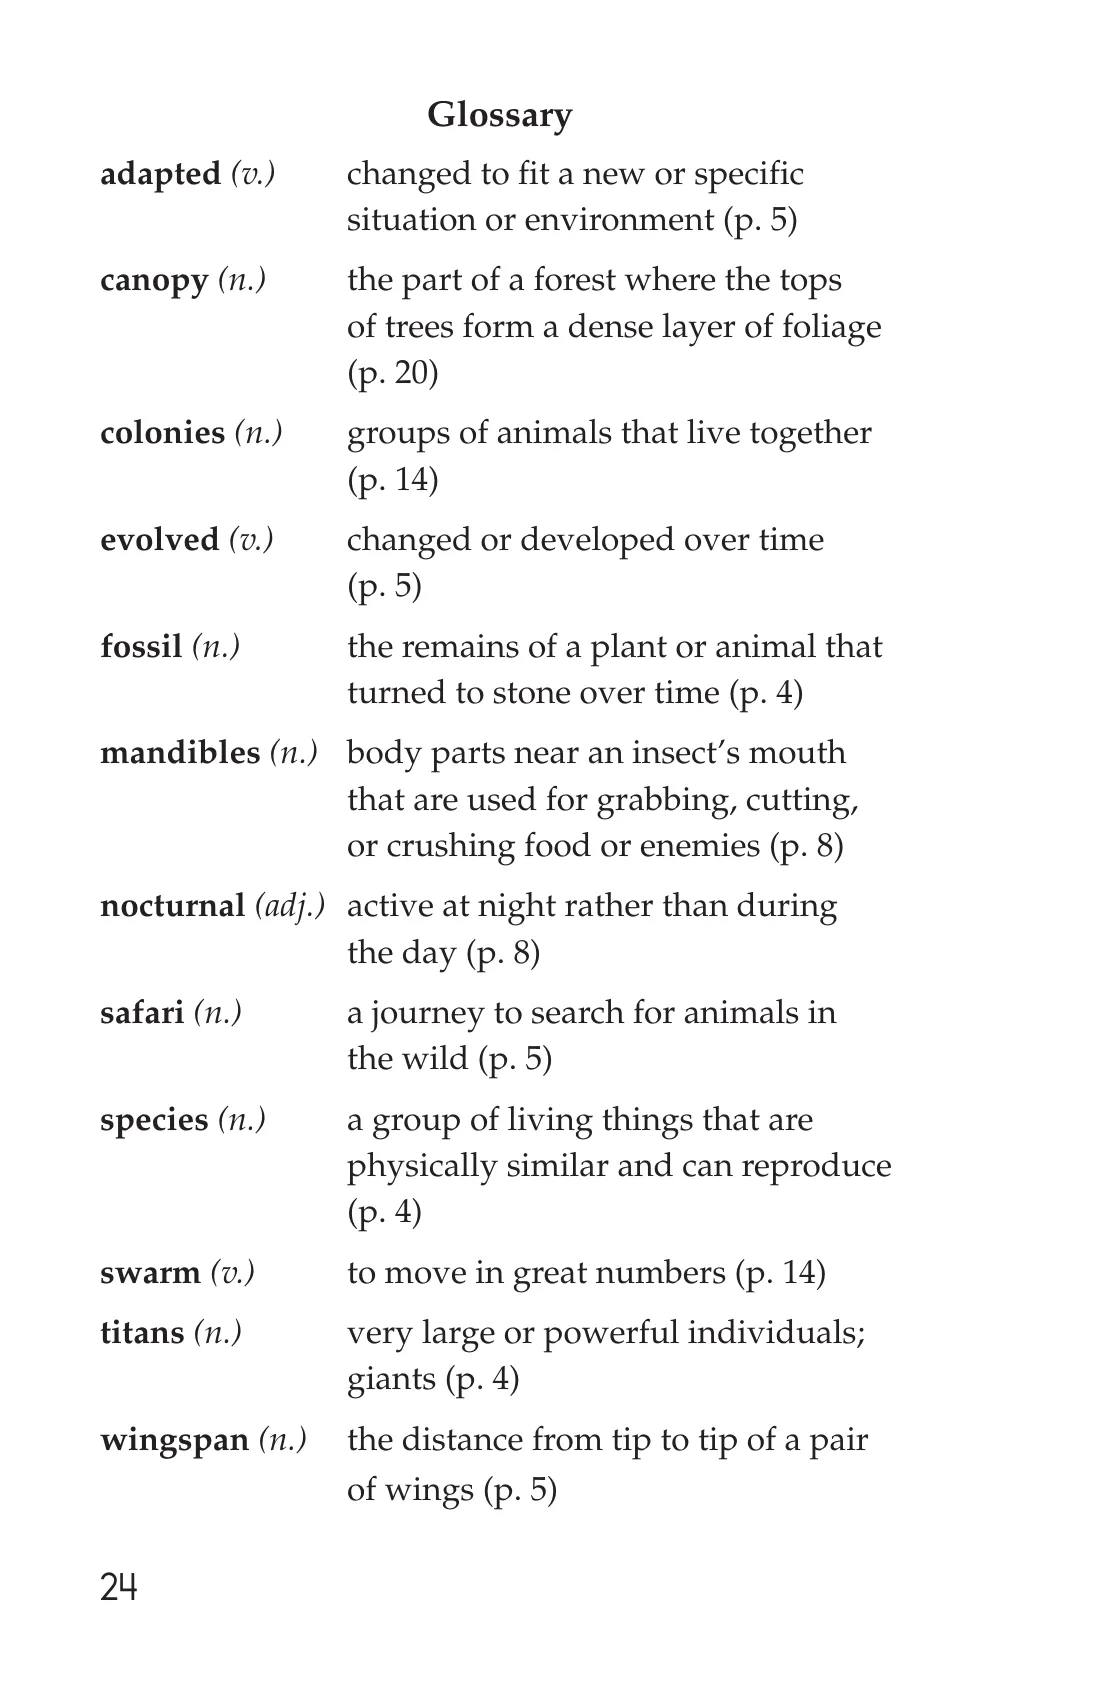 Glossary
adapted (v.) changed to fit a new or specific
situation or environment (p. 5)
canopy (n.) the part of a forest where the tops
of trees form a dense layer of foliage
(p. 20)
colonies (n.) groups of animals that live together
(p. 14)
evolved (v.) changed or developed over time
(p. 5)
fossil (n.) the remains of a plant or animal that
turned to stone over time (p. 4)
mandibles (n.) body parts near an insect’s mouth
that are used for grabbing, cutting,
or crushing food or enemies (p. 8)
nocturnal (adj.) active at night rather than during
the day (p. 8)
safari (n.) a journey to search for animals in
the wild (p. 5)
species (n.) a group of living things that are
physically similar and can reproduce
(p. 4)
swarm (v.) to move in great numbers (p. 14)
titans (n.) very large or powerful individuals;
giants (p. 4)
wingspan (n.) the distance from tip to tip of a pair
of wings (p. 5)
24